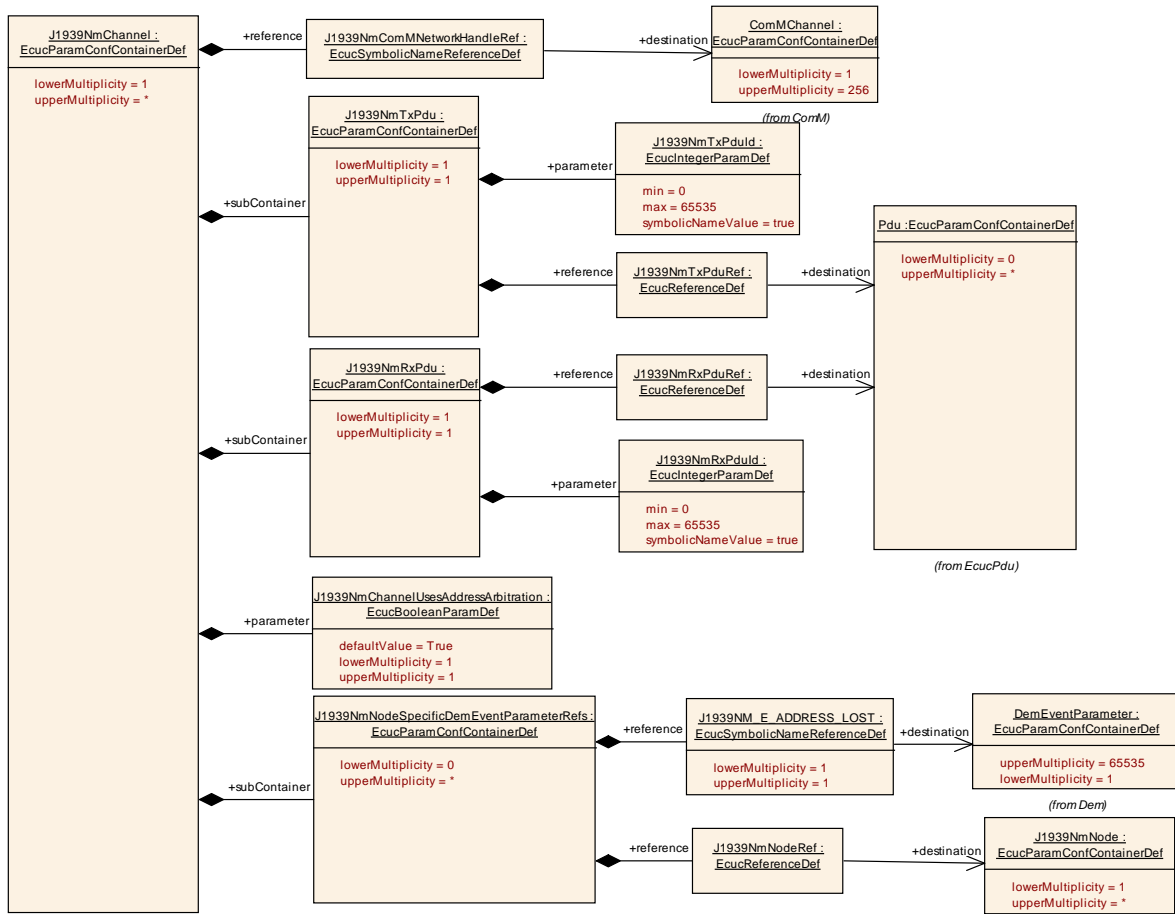 J1939NmChannel :
EcucParamConfContainerDef
lowerMultiplicity = 1
upperMultiplicity = *
+reference
J1939NmComMNetworkHandleRef :
EcucSymbolicNameReferenceDef
+destination
ComMChannel :
EcucParamConfContainerDef
lowerMultiplicity = 1
upperMultiplicity = 256
(from ComM)
+subContainer
J1939NmTxPdu :
EcucParamConfContainerDef
lowerMultiplicity = 1
upperMultiplicity = 1
+parameter
J1939NmTxPduId :
EcucIntegerParamDef
min = 0
max = 65535
symbolicNameValue = true
+reference
J1939NmTxPduRef :
EcucReferenceDef
+destination
Pdu :EcucParamConfContainerDef
lowerMultiplicity = 0
upperMultiplicity = *
(from EcucPdu)
+subContainer
J1939NmRxPdu :
EcucParamConfContainerDef
lowerMultiplicity = 1
upperMultiplicity = 1
+reference
J1939NmRxPduRef :
EcucReferenceDef
+destination
+parameter
J1939NmRxPduId :
EcucIntegerParamDef
min = 0
max = 65535
symbolicNameValue = true
+parameter
J1939NmChannelUsesAddressArbitration :
EcucBooleanParamDef
defaultValue = True
lowerMultiplicity = 1
upperMultiplicity = 1
+subContainer
J1939NmNodeSpecificDemEventParameterRefs :
EcucParamConfContainerDef
lowerMultiplicity = 0
upperMultiplicity = *
+reference
J1939NM_E_ADDRESS_LOST :
EcucSymbolicNameReferenceDef
lowerMultiplicity = 1
upperMultiplicity = 1
+destination
DemEventParameter :
EcucParamConfContainerDef
upperMultiplicity = 65535
lowerMultiplicity = 1
(from Dem)
+reference
J1939NmNodeRef :
EcucReferenceDef
+destination
J1939NmNode :
EcucParamConfContainerDef
lowerMultiplicity = 1
upperMultiplicity = *